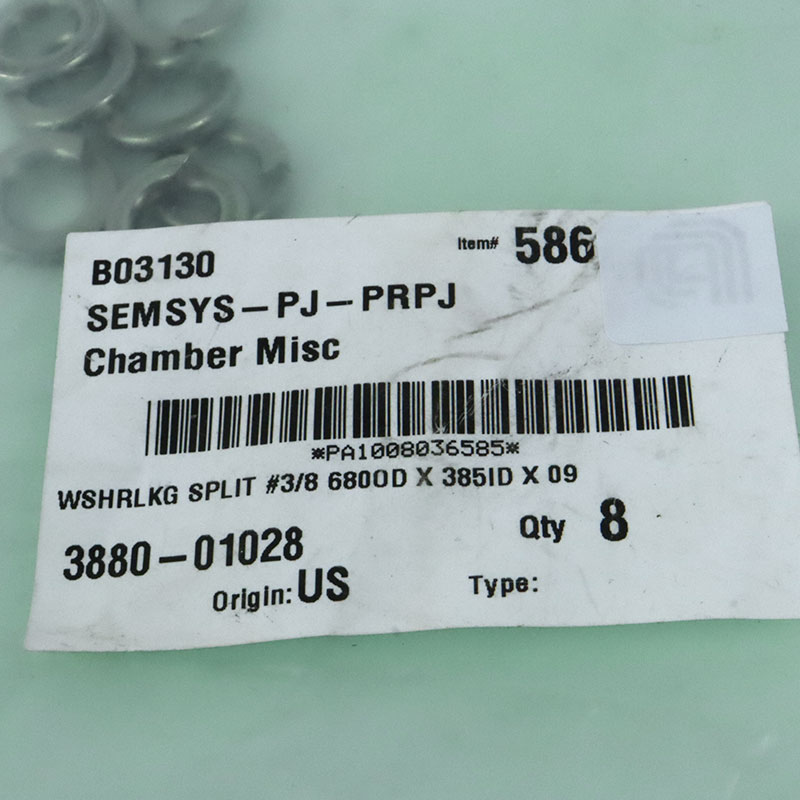 B03130
Item# 586
SEMSYS-PJ-PRPJ
Chamber Misc
*PA1008036585*
WSHRLKG SPLIT #3/8 680OD X 385ID X 09
3880-01028
Qty 8
Origin: US
Type: